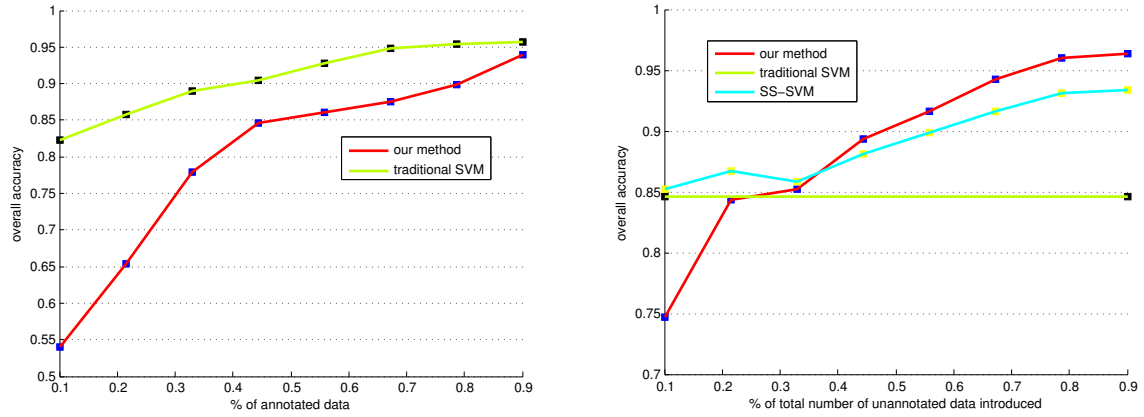 1
0.95
0.9
0.85
0.8
0.75
0.7
0.65
0.6
0.55
0.5
overall accuracy
our method
traditional SVM
0.1 0.2 0.3 0.4 0.5 0.6 0.7 0.8 0.9
% of annotated data
1
0.95
0.9
0.85
0.8
0.75
0.7
overall accuracy
our method
traditional SVM
SS-SVM
0.1 0.2 0.3 0.4 0.5 0.6 0.7 0.8 0.9
% of total number of unannotated data introduced